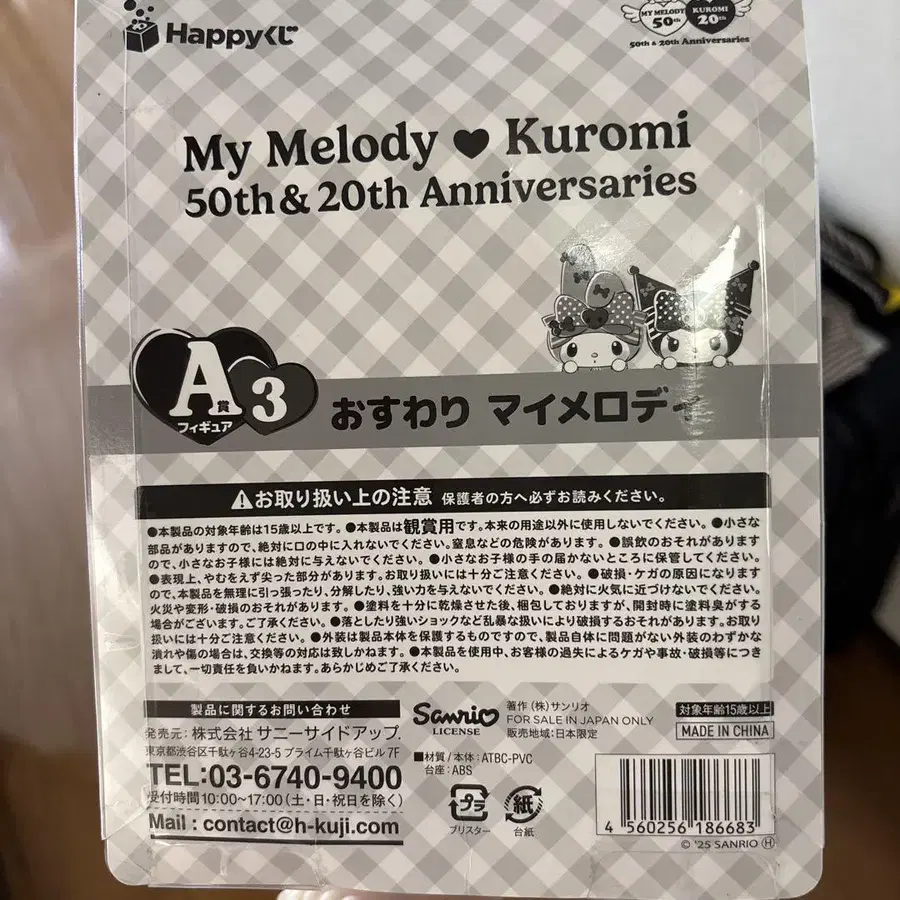 Happyくじ
MY MELODY 50th KUROMI 20th
50th & 20th Anniversaries
My Melody ♥ Kuromi
50th & 20th Anniversaries
A賞 3
フィギュア
おすわり マイメロディ
⚠お取り扱い上の注意 保護者の方へ必ずお読みください。
●本製品の対象年齢は15歳以上です。●本製品は観賞用です。本来の用途以外に使用しないでください。●小さな
部品がありますので、絶対に口の中に入れないでください。窒息などの危険があります。●誤飲のおそれがあります
ので、小さなお子様には絶対に与えないでください。●小さなお子様の手の届かないところに保管してください。
●表現上、やむをえず尖った部分があります。お取り扱いには十分ご注意ください。●破損・ケガの原因になります
ので、本製品を無理に引っ張ったり、分解したり、強い力を与えないでください。●絶対に火気に近づけないでください。
火災や変形・破損のおそれがあります。●塗料を十分に乾燥させた後、梱包しておりますが、開封時に塗料臭がする
場合がございます。ご了承ください。●落としたり強いショックなど乱暴な扱いにより破損するおそれがあります。お取り
扱いには十分ご注意ください。●外装は製品本体を保護するものですので、製品自体に問題がない外装のわずかな
潰れや傷の場合は、交換等の対応は致しかねます。●本製品を使用中、お客様の過失によるケガや事故・破損等につき
まして、一切責任を負いかねます。あらかじめご了承ください。
製品に関するお問い合わせ
発売元：株式会社 サニーサイドアップ
東京都渋谷区千駄ヶ谷4-23-5 プライム千駄ヶ谷ビル 7F
TEL:03-6740-9400
受付時間10:00〜17:00（土・日・祝日を除く）
Mail : contact@h-kuji.com
Sanrio
LICENSE
著作（株）サンリオ
FOR SALE IN JAPAN ONLY
販売地域：日本限定
■材質／本体：ATBC-PVC
台座：ABS
プラ
ブリスター
紙
台紙
対象年齢15歳以上
MADE IN CHINA
4 560256 186683
© '25 SANRIO Ⓗ